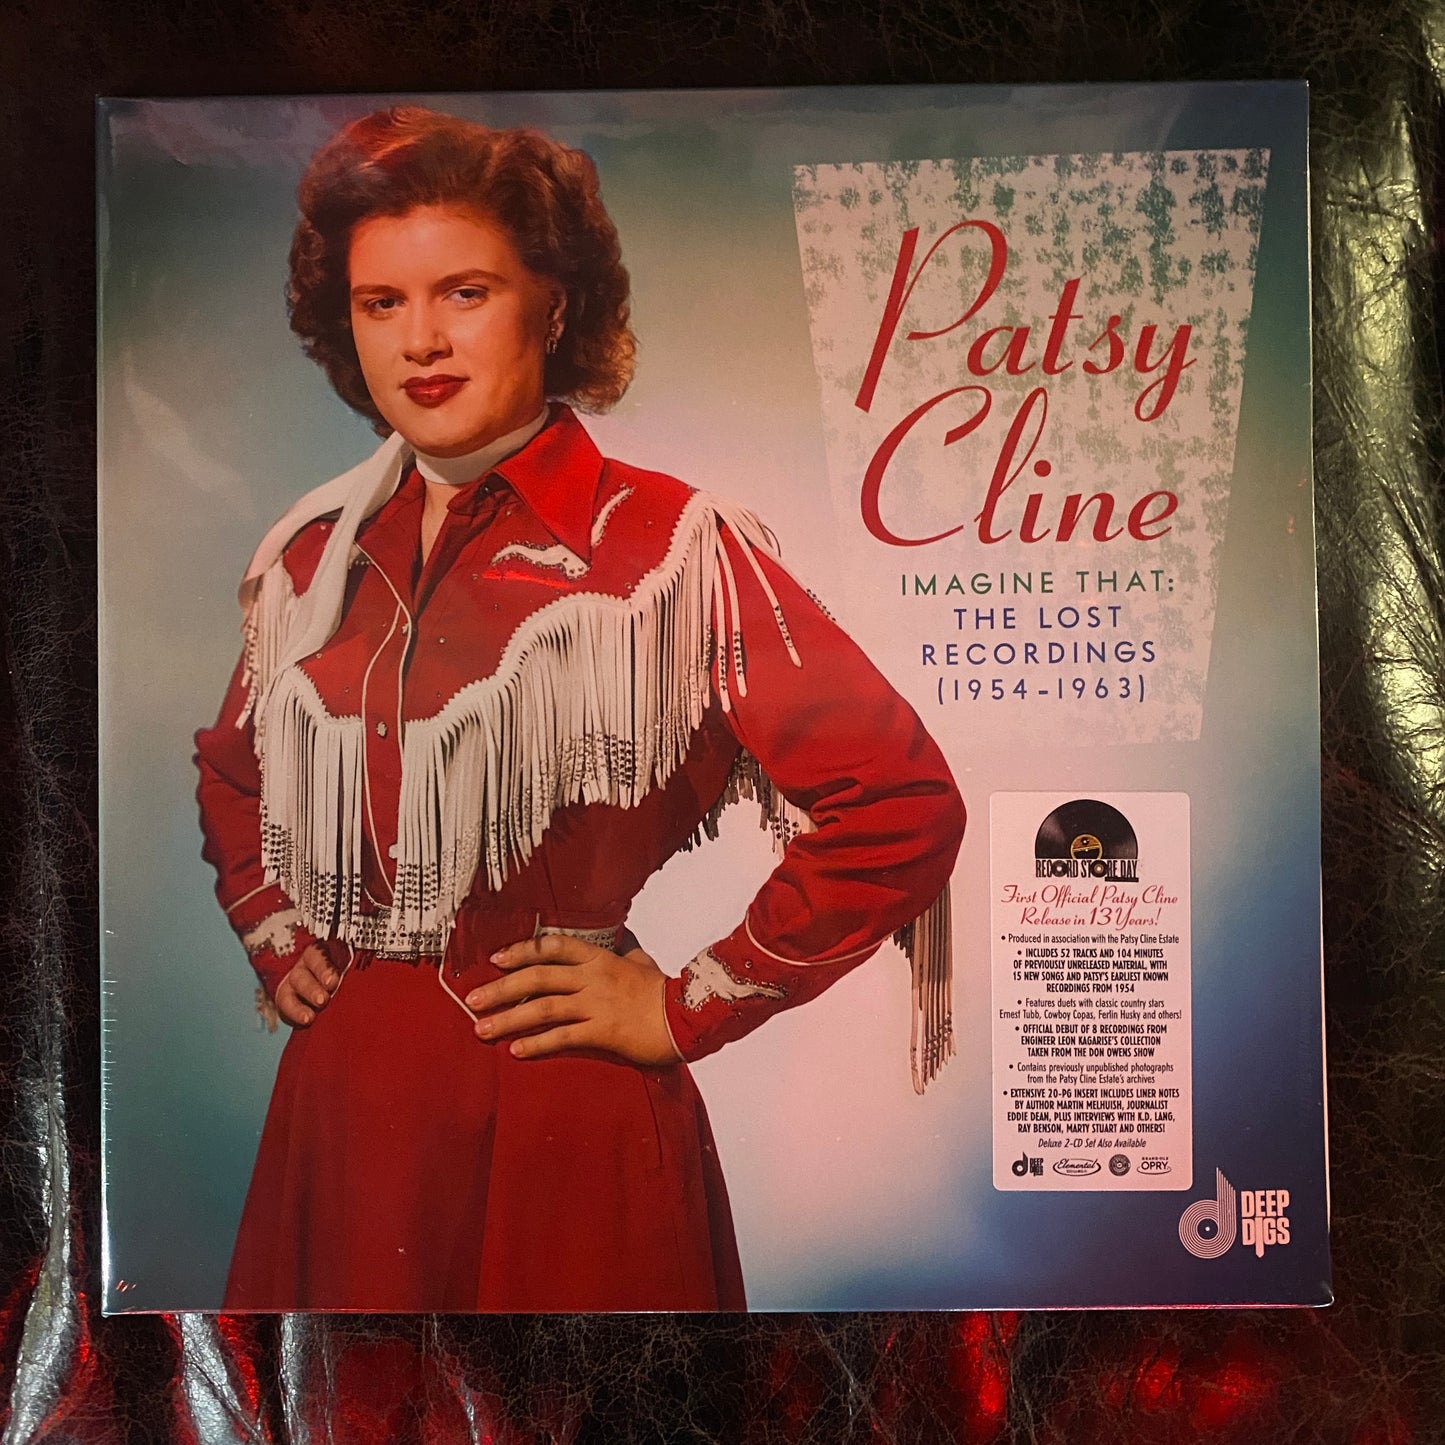 Patsy
Cline
IMAGINE THAT:
THE LOST
RECORDINGS
(1954-1963)
RECORD STORE DAY
First Official Patsy Cline
Release in 13 Years!
• Produced in association with the Patsy Cline Estate
• INCLUDES 52 TRACKS AND 104 MINUTES
OF PREVIOUSLY UNRELEASED MATERIAL, WITH
15 NEW SONGS AND PATSY'S EARLIEST KNOWN
RECORDINGS FROM 1954
• Features duets with classic country stars
Ernest Tubb, Cowboy Copas, Ferlin Husky and others!
• OFFICIAL DEBUT OF 8 RECORDINGS FROM
ENGINEER LEON KAGARISE'S COLLECTION
TAKEN FROM THE DON OWENS SHOW
• Contains previously unpublished photographs
from the Patsy Cline Estate's archives
• EXTENSIVE 20-PG INSERT INCLUDES LINER NOTES
BY AUTHOR MARTIN MELHUISH, JOURNALIST
EDDIE DEAN, PLUS INTERVIEWS WITH K.D. LANG,
RAY BENSON, MARTY STUART AND OTHERS!
Deluxe 2-CD Set Also Available
DEEP
DIGS
Elemental
GRAND OLE
OPRY
DEEP
DIGS